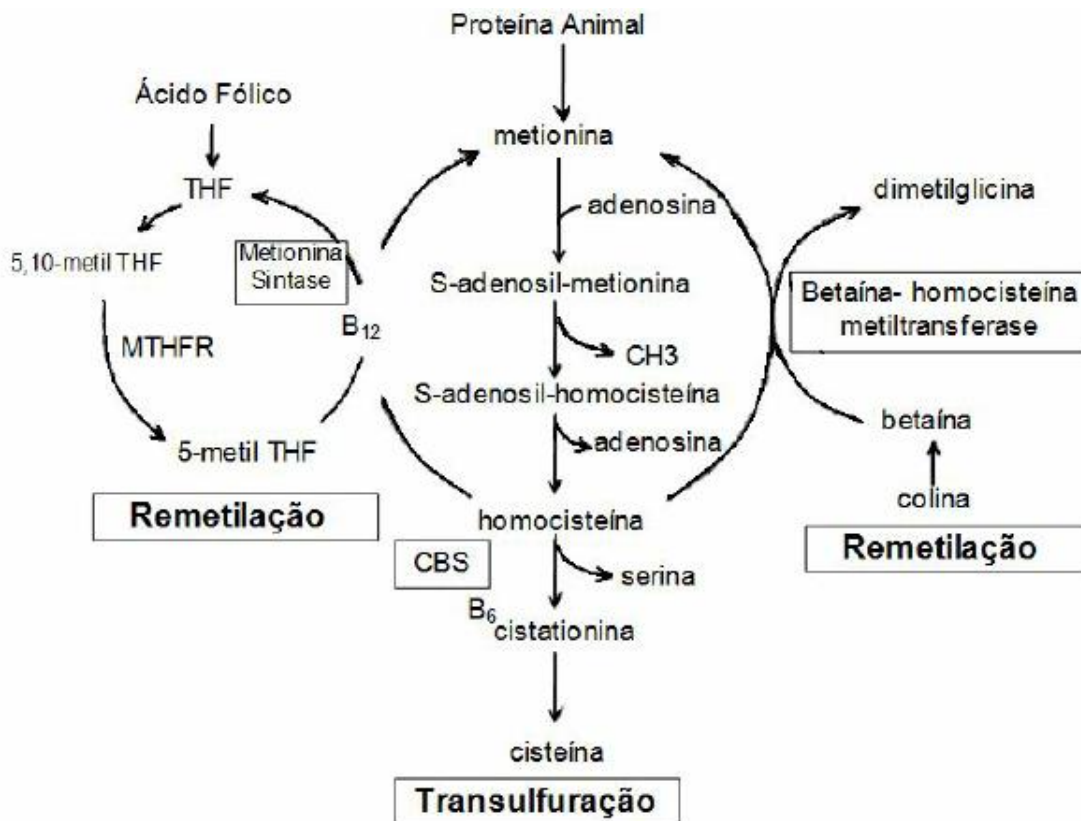 Proteína Animal
Ácido Fólico
metionina
THF
adenosina
dimetilglicina
5,10-metil THF
Metionina
Sintase
S-adenosil-metionina
Betaína- homocisteína
metiltransferase
B12
MTHFR
CH3
S-adenosil-homocisteína
adenosina
betaína
5-metil THF
colina
Remetilação
homocisteína
Remetilação
CBS
serina
B6
cistationina
cisteína
Transulfuração